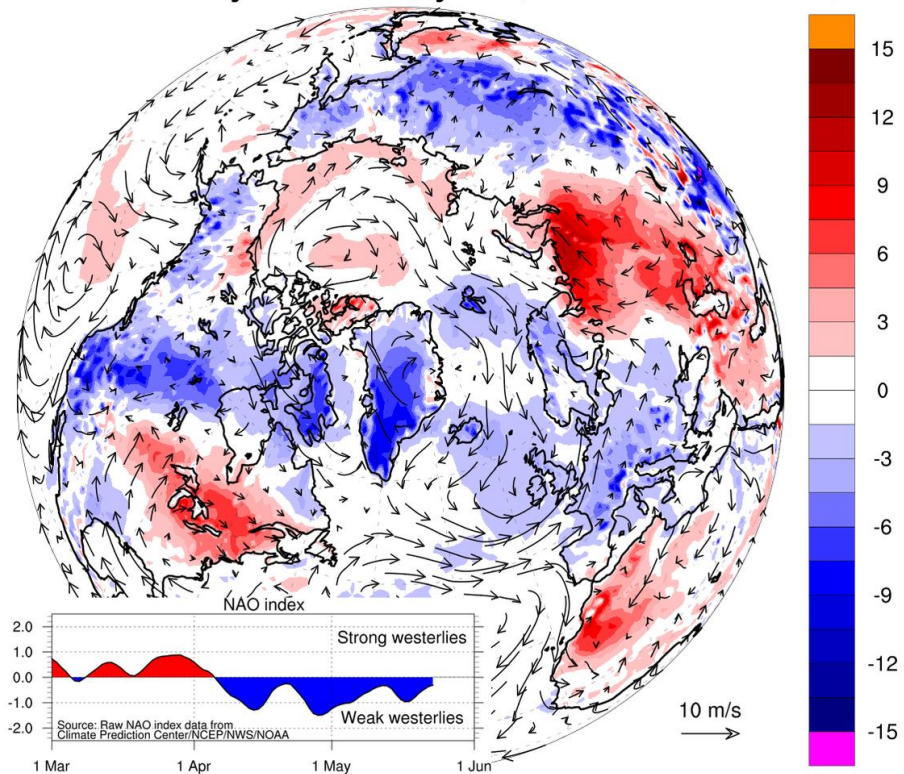 15
12
9
6
3
0
-3
-6
-9
-12
-15
10 m/s
NAO index
2.0
1.0
0.0
-1.0
-2.0
Strong westerlies
Weak westerlies
Source: Raw NAO index data from
Climate Prediction Center/NCEP/NWS/NOAA
1 Mar
1 Apr
1 May
1 Jun